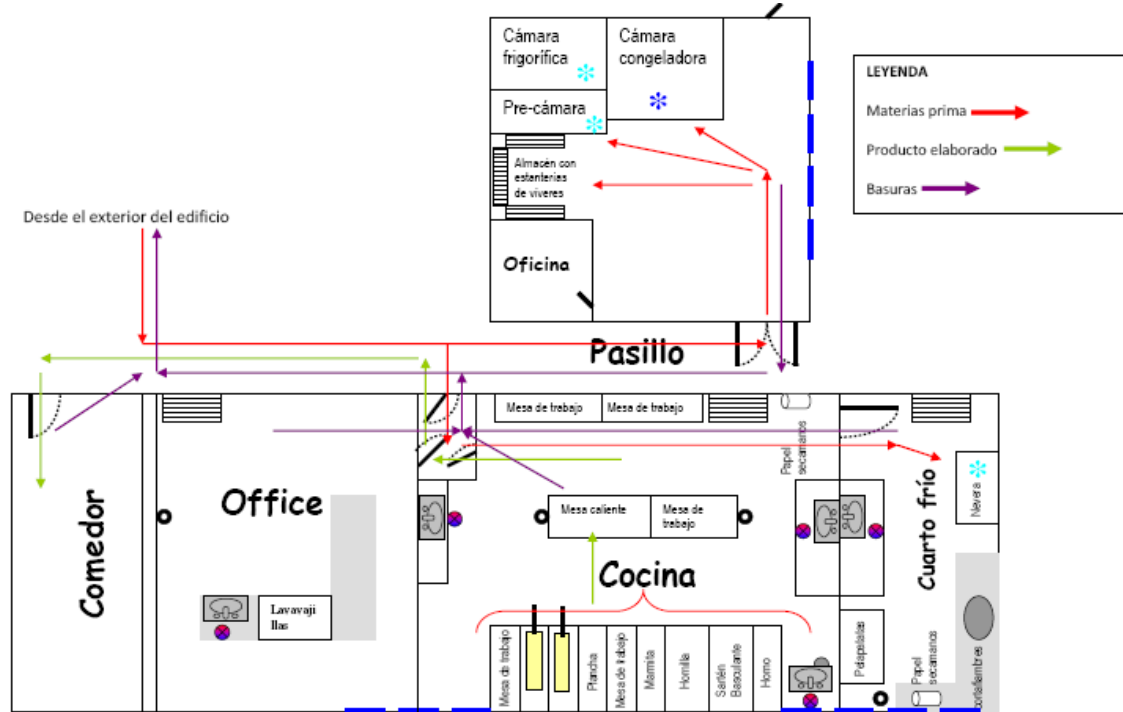 Cámara
frigorífica
Cámara
congeladora
Pre-cámara
Almacén con
estanterías
de víveres
Oficina
LEYENDA
Materias prima
Producto elaborado
Basuras
Desde el exterior del edificio
Pasillo
Mesa de trabajo
Mesa de trabajo
Papel
secamanos
Comedor
Office
Lavavaji
llas
Mesa caliente
Mesa de
trabajo
Cocina
Cuarto frío
Nevera
Mesa de trabajo
Plancha
Mesa de trabajo
Marmita
Hornilla
Sartén
Basculante
Horno
Pelapatatas
Papel
secamanos
cortafiambres